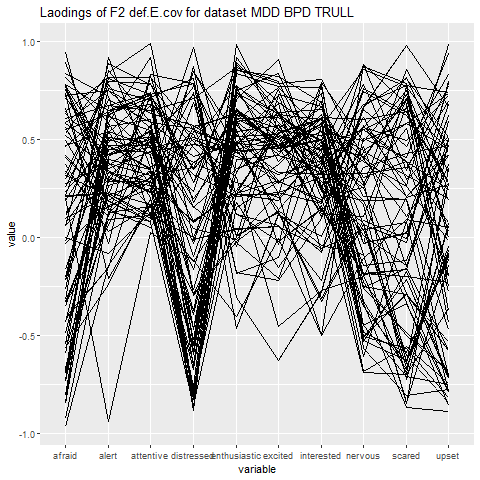 Laodings of F2 def.E.cov for dataset MDD BPD TRULL
1.0
0.5
0.0
-0.5
-1.0
value
afraid alert attentive distressed enthusiastic excited interested nervous scared upset
variable